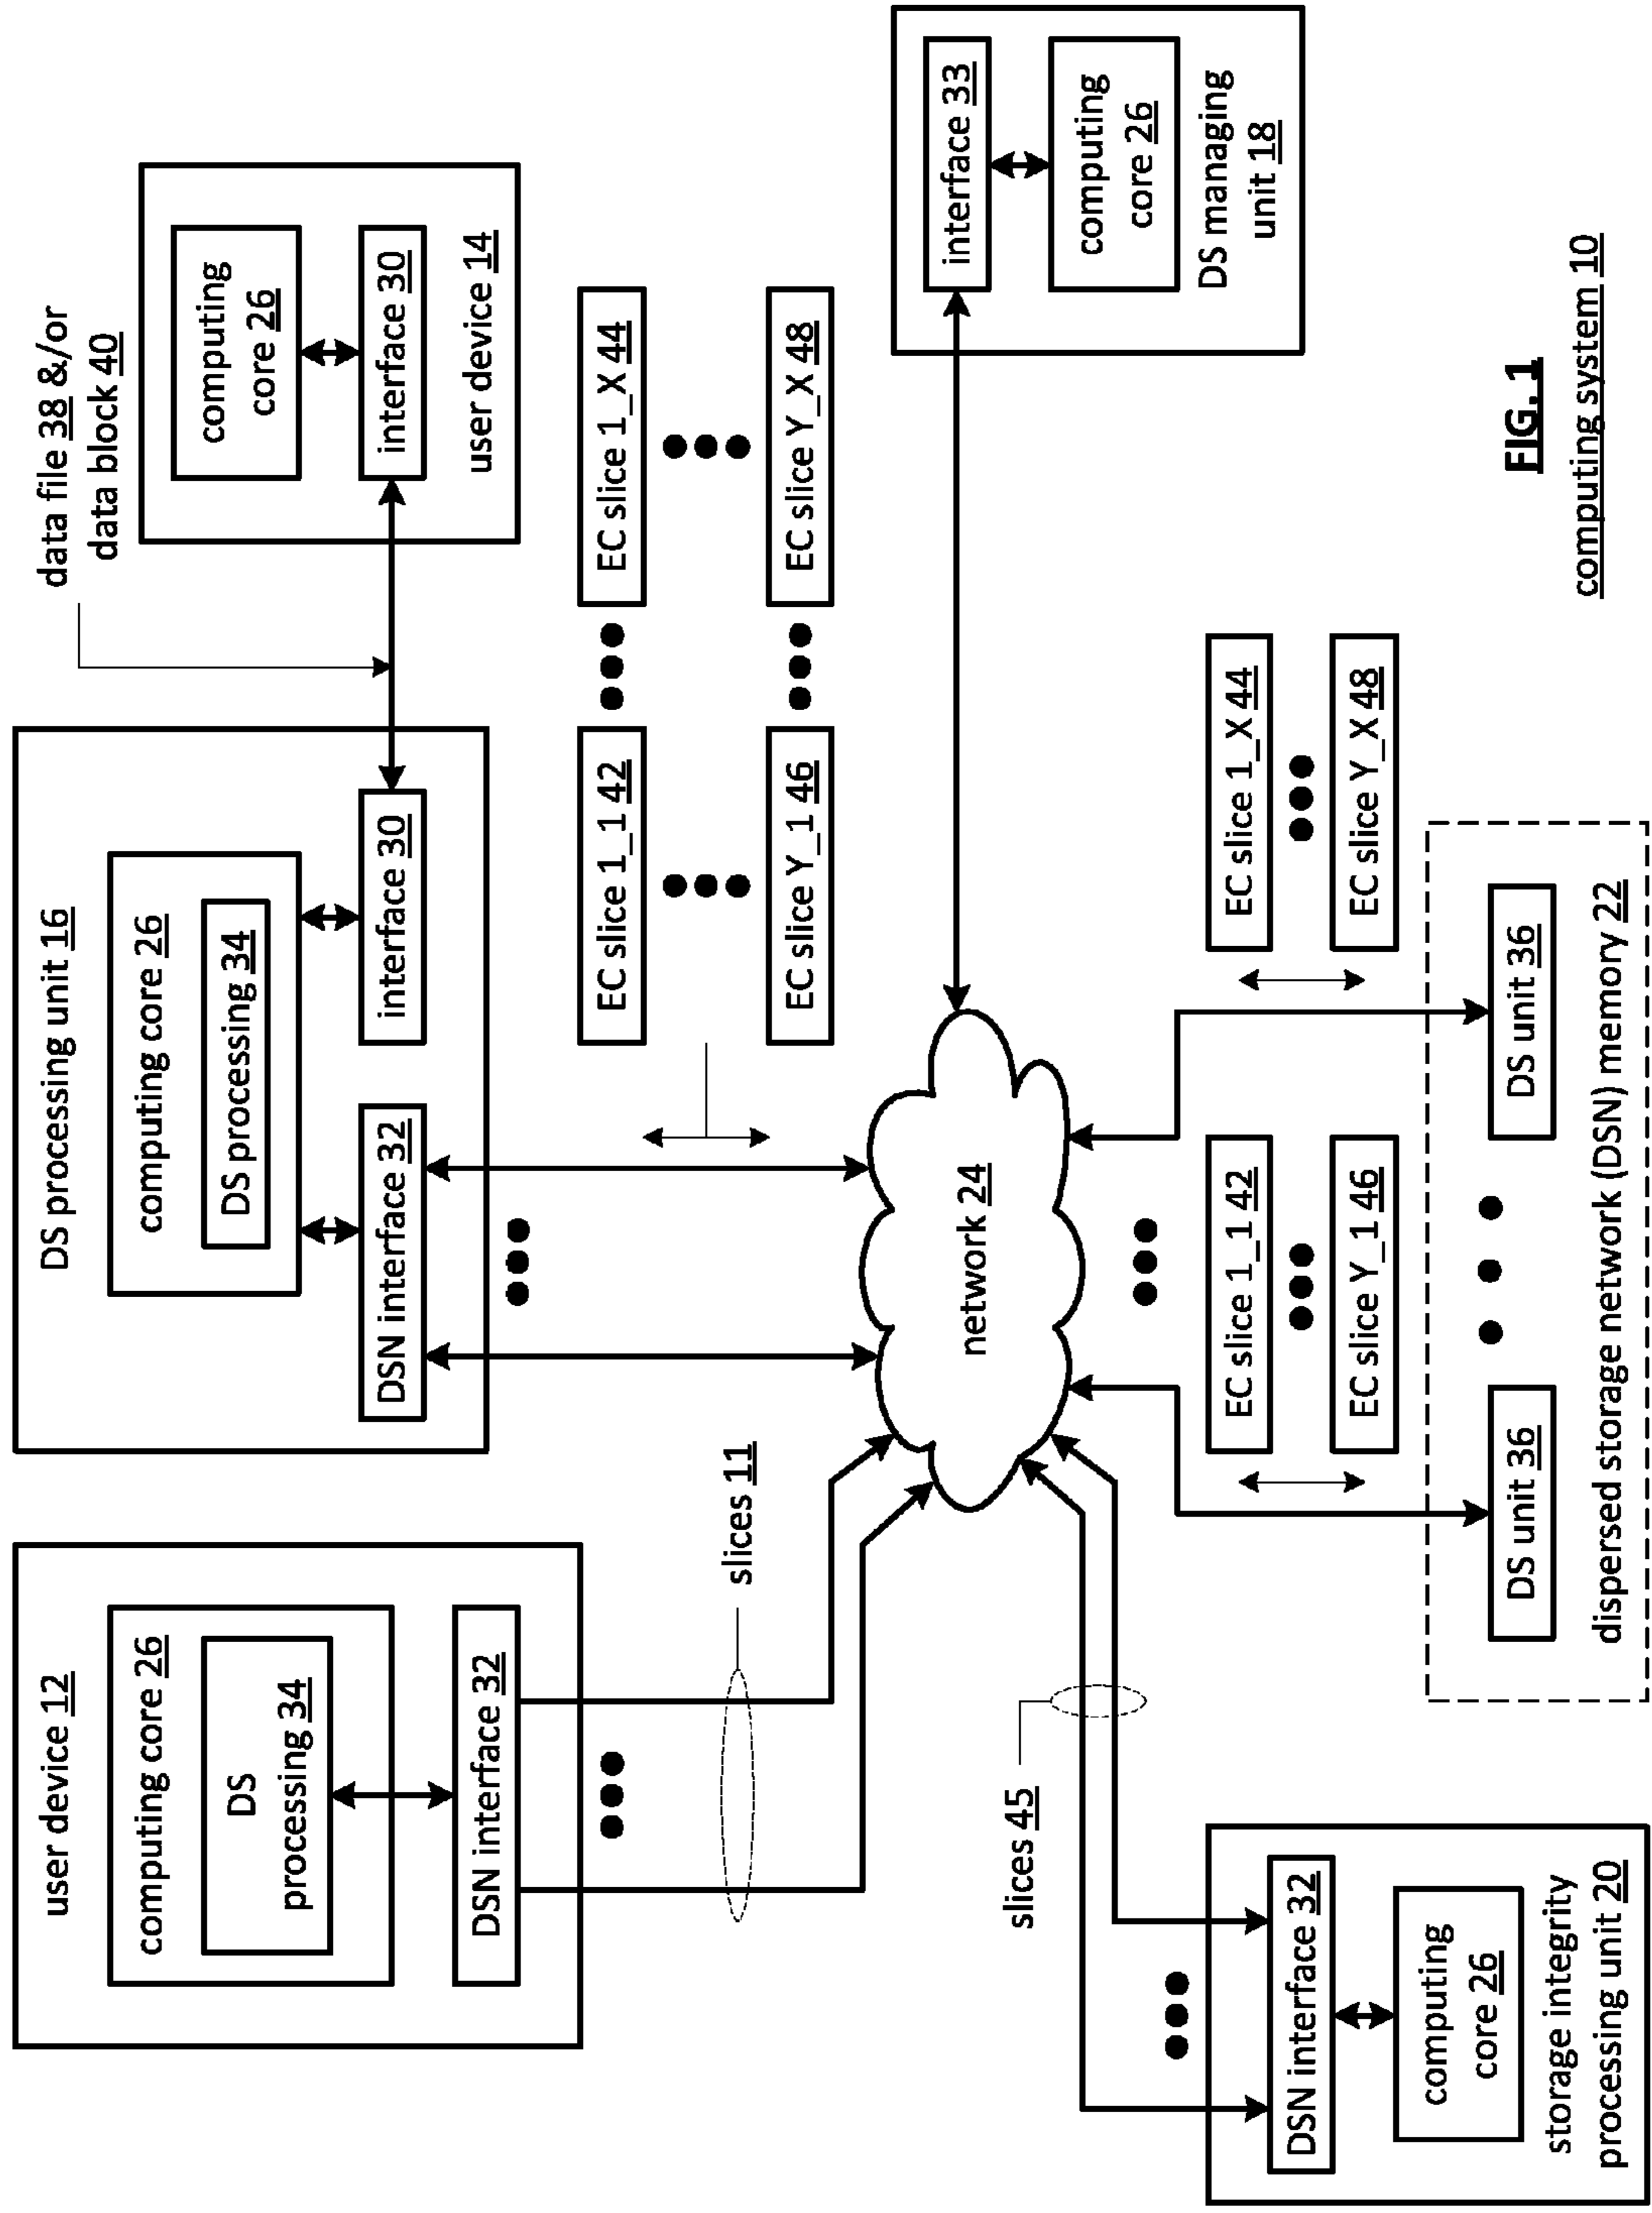 user device 12
computing core 26
DS
processing 34
DSN interface 32
DS processing unit 16
computing core 26
DS processing 34
DSN interface 32
interface 30
data file 38 &/or
data block 40
computing
core 26
interface 30
user device 14
slices 11
EC slice 1_1 42
EC slice 1_X 44
EC slice Y_1 46
EC slice Y_X 48
network 24
interface 33
computing
core 26
DS managing
unit 18
slices 45
DSN interface 32
computing
core 26
storage integrity
processing unit 20
EC slice 1_1 42
EC slice Y_1 46
EC slice 1_X 44
EC slice Y_X 48
DS unit 36
DS unit 36
dispersed storage network (DSN) memory 22
FIG. 1
computing system 10